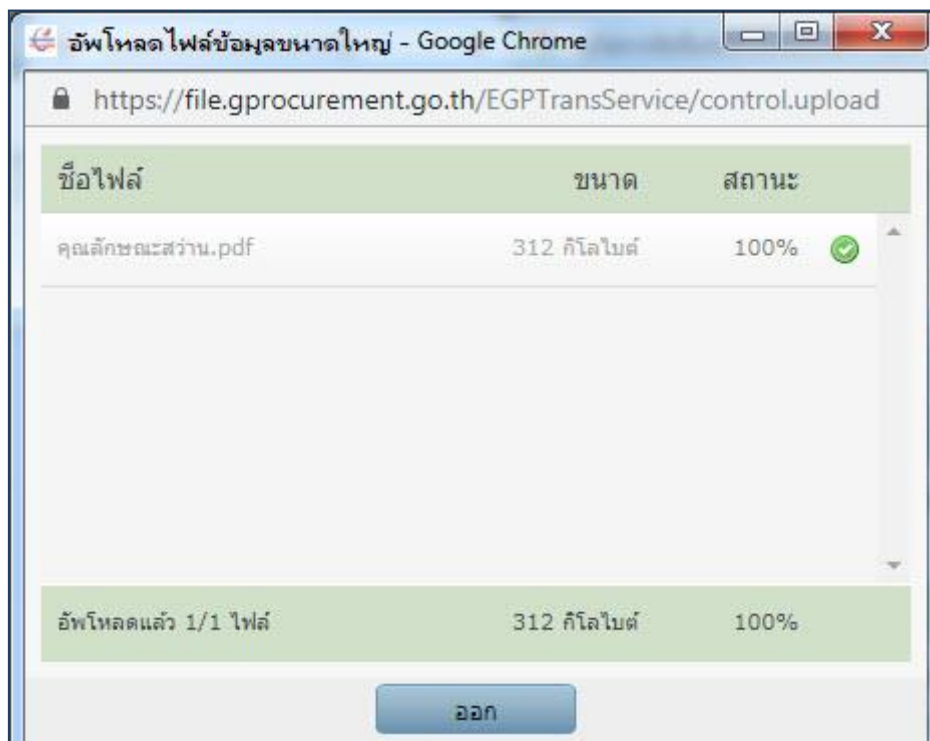 อัพโหลดไฟล์ข้อมูลขนาดใหญ่ - Google Chrome
https://file.gprocurement.go.th/EGPTransService/control.upload
ชื่อไฟล์ ขนาด สถานะ
คุณลักษณะสว่าน.pdf 312 กิโลไบต์ 100%
อัพโหลดแล้ว 1/1 ไฟล์ 312 กิโลไบต์ 100%
ออก